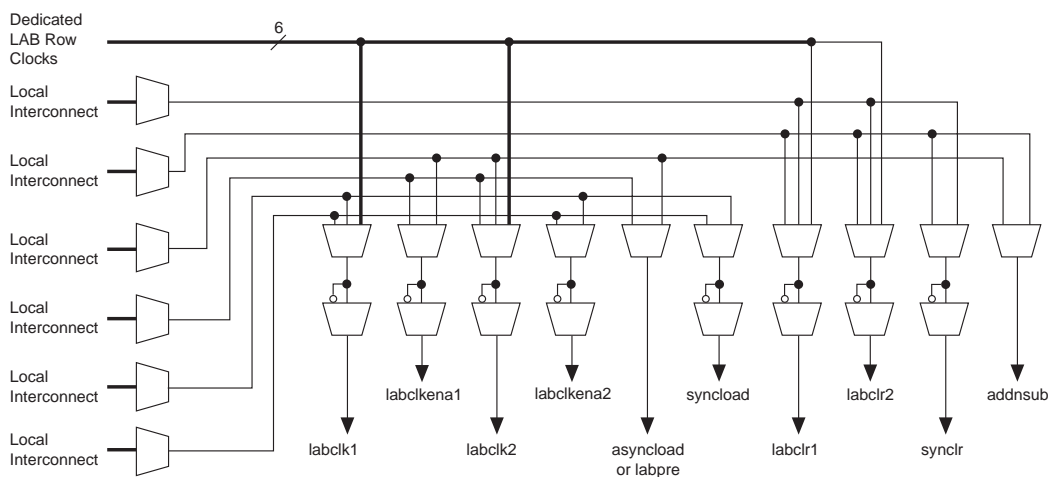 Dedicated
LAB Row
Clocks
6
Local
Interconnect
Local
Interconnect
Local
Interconnect
Local
Interconnect
Local
Interconnect
Local
Interconnect
labclkena1
labclkena2
syncload
labclr2
addnsub
labclk1
labclk2
asyncload
or labpre
labclr1
synclr